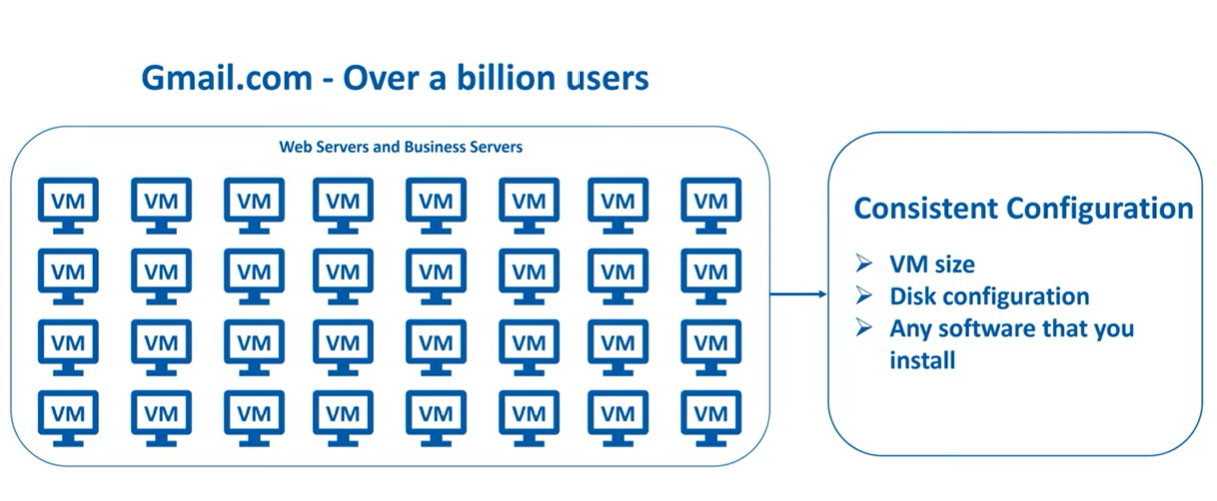 Gmail.com - Over a billion users
Web Servers and Business Servers
VM VM VM VM VM VM VM VM
VM VM VM VM VM VM VM VM
VM VM VM VM VM VM VM VM
VM VM VM VM VM VM VM VM
Consistent Configuration
➢ VM size
➢ Disk configuration
➢ Any software that you
install